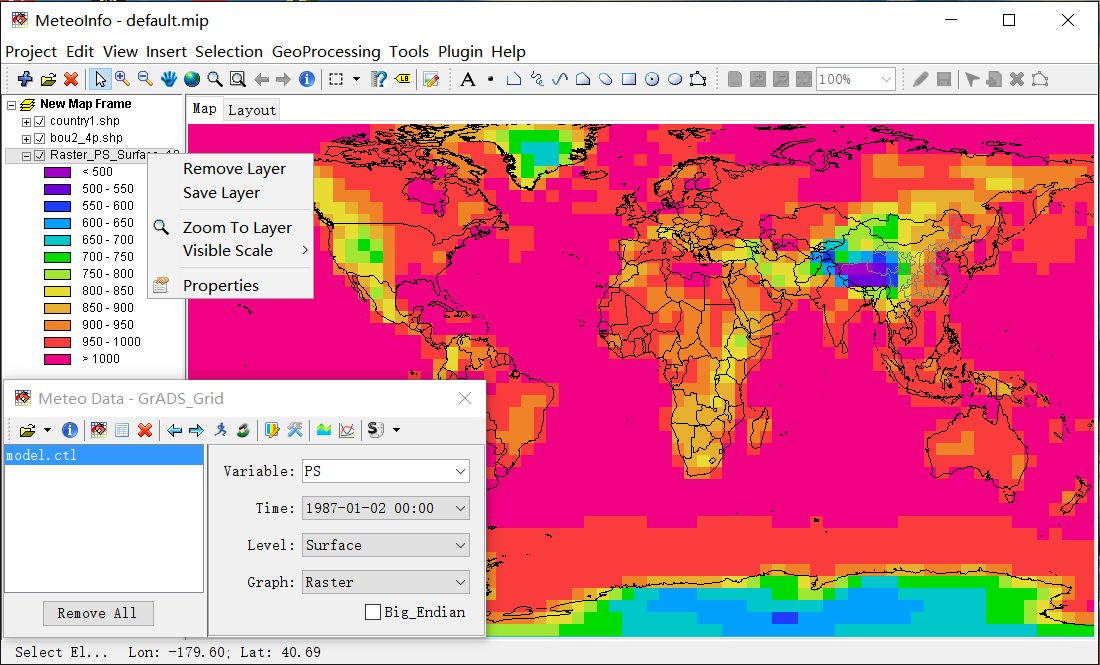 MeteoInfo - default.mip
Project Edit View Insert Selection GeoProcessing Tools Plugin Help
A
100%
New Map Frame
country1.shp
bou2_4p.shp
Raster_PS_Surface
< 500
500 - 550
550 - 600
600 - 650
650 - 700
700 - 750
750 - 800
800 - 850
850 - 900
900 - 950
950 - 1000
> 1000
Map Layout
Remove Layer
Save Layer
Zoom To Layer
Visible Scale
Properties
Meteo Data - GrADS_Grid
model.ctl
Remove All
Variable: PS
Time: 1987-01-02 00:00
Level: Surface
Graph: Raster
Big_Endian
Select El... Lon: -179.60; Lat: 40.69